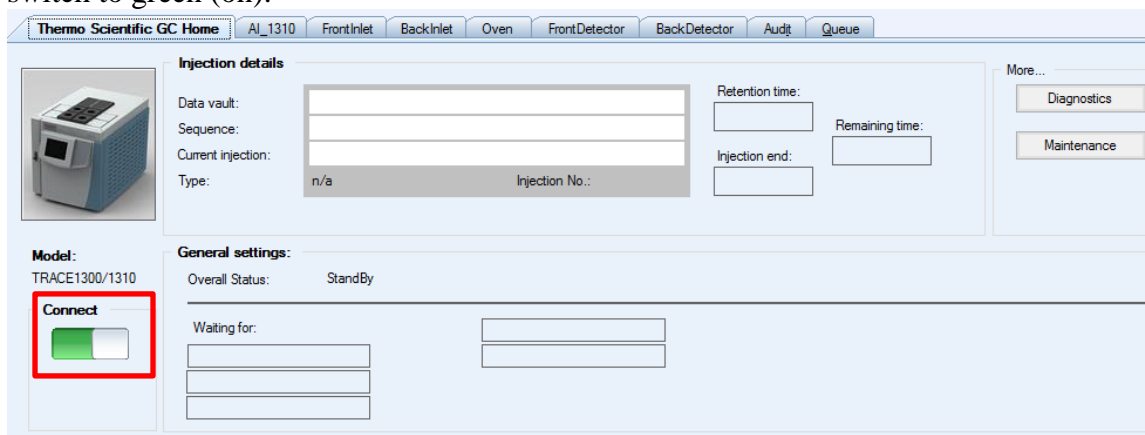 switch to green (on).
Thermo Scientific GC Home AI_1310 FrontInlet BackInlet Oven FrontDetector BackDetector Audit Queue
Injection details
Data vault:
Sequence:
Current injection:
Type: n/a Injection No.:
Retention time:
Remaining time:
Injection end:
More...
Diagnostics
Maintenance
Model:
TRACE1300/1310
Connect
General settings:
Overall Status: StandBy
Waiting for: